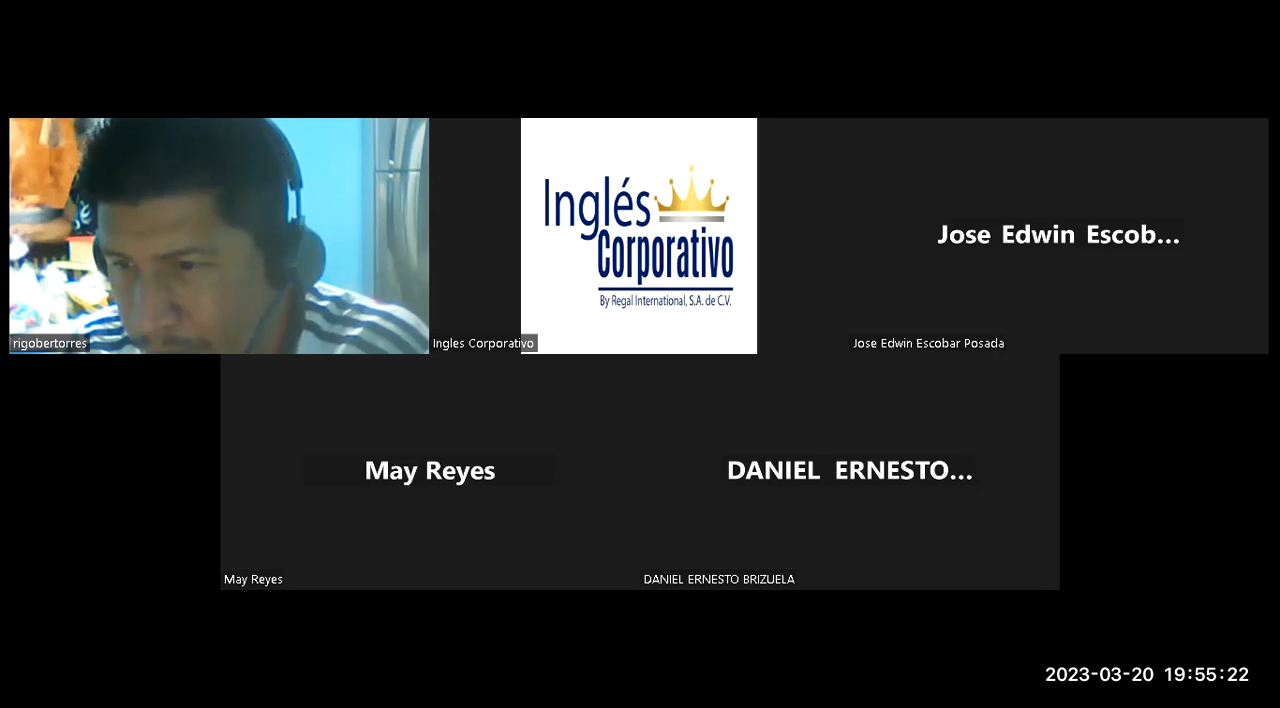 Inglés
Corporativo
By Regal International, S.A. de C.V.
Jose Edwin Escob...
rigobertorres
Ingles Corporativo
Jose Edwin Escobar Posada
May Reyes
DANIEL ERNESTO...
May Reyes
DANIEL ERNESTO BRIZUELA
2023-03-20 19:55:22